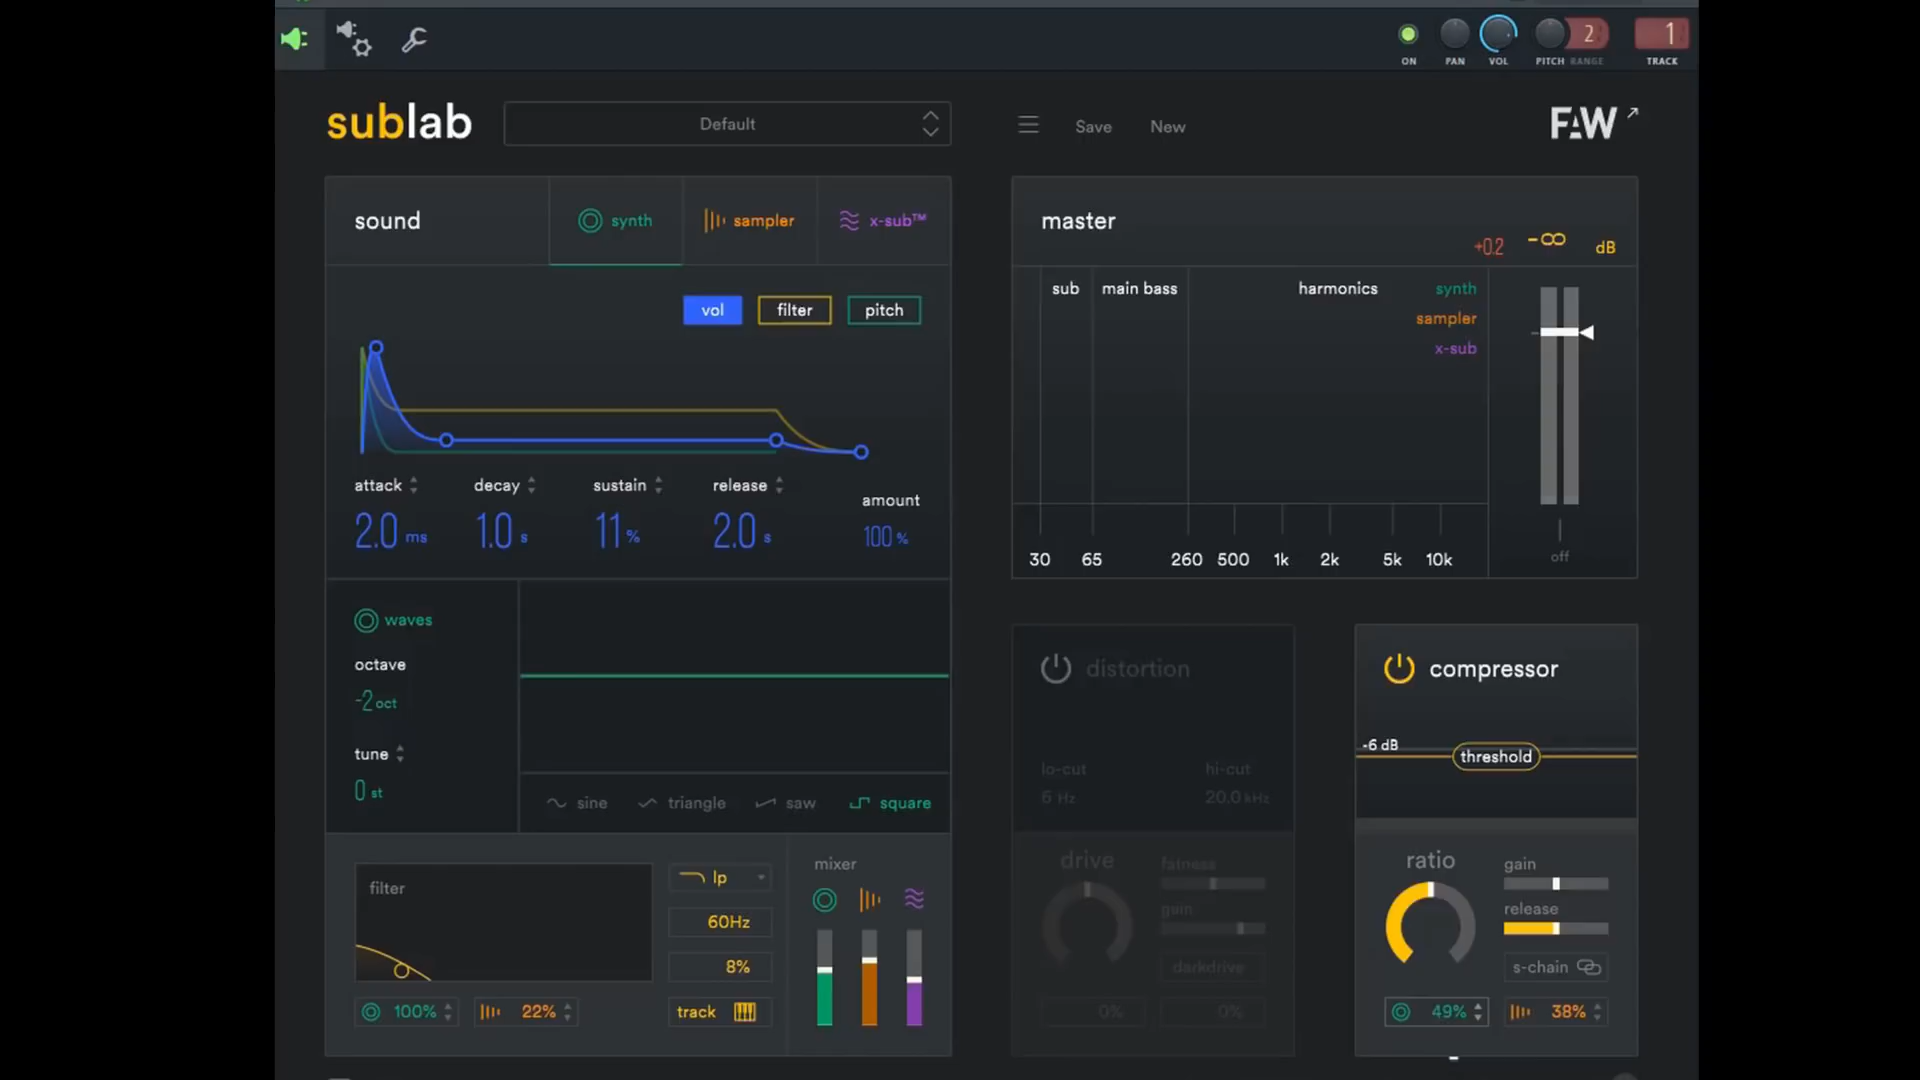 2
1
ON
PAN
VOL
PITCH RANGE
TRACK
sublab
Default
Save
New
FAW
sound
synth
sampler
x-sub™
vol
filter
pitch
attack
decay
sustain
release
amount
2.0 ms
1.0 s
11 %
2.0 s
100 %
waves
octave
-2 oct
tune
0 st
sine
triangle
saw
square
filter
lp
60Hz
8%
track
100%
22%
mixer
master
+0.2
-∞
dB
sub
main bass
harmonics
synth
sampler
x-sub
30
65
260
500
1k
2k
5k
10k
off
distortion
lo-cut
hi-cut
6 Hz
20.0 kHz
drive
fatness
gain
darkdrive
0%
0%
compressor
-6 dB
threshold
ratio
gain
release
s-chain
49%
38%